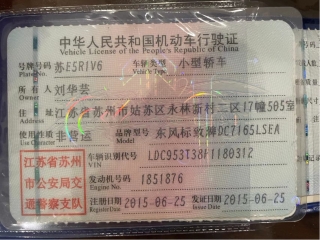 中华人民共和国机动车行驶证
Vehicle License of the People's Republic of China
号牌号码 苏E5R1V6 车辆类型 小型轿车
Plate No. Vehicle Type
所有人 刘华芸
住址 江苏省苏州市姑苏区永林新村二区17幢505室
使用性质 非营运 品牌型号 东风标致牌DC7165LSEA
Use Character Model
江苏省苏州市公安局交通警察支队
车辆识别代号
VIN
发动机号码 1851876
Engine No.
注册日期 2015-06-25 发证日期 2015-06-25
Register Date Issue Date